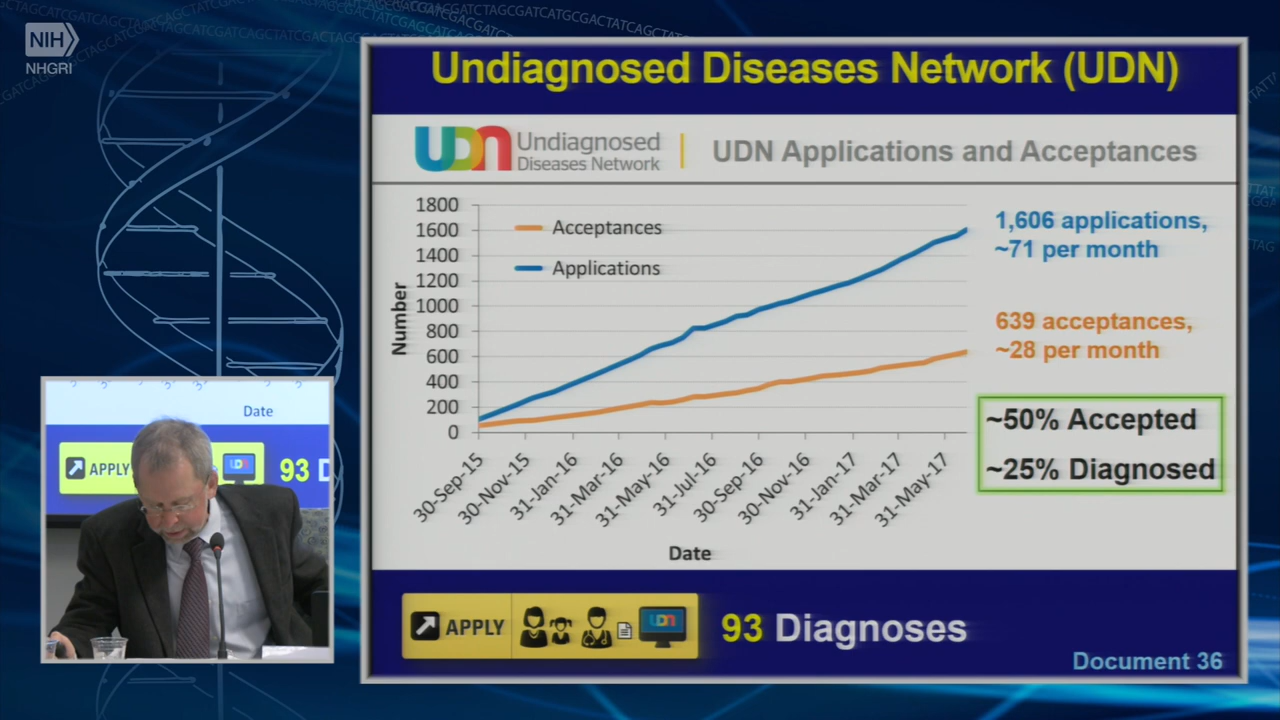 NIH
NHGRI
Undiagnosed Diseases Network (UDN)
UDN Undiagnosed
Diseases Network
UDN Applications and Acceptances
1800
1600
1400
1200
1000
800
600
400
200
0
Number
Acceptances
Applications
30-Sep-15
30-Nov-15
31-Jan-16
31-Mar-16
31-May-16
31-Jul-16
30-Sep-16
30-Nov-16
31-Jan-17
31-Mar-17
31-May-17
Date
1,606 applications,
~71 per month
639 acceptances,
~28 per month
~50% Accepted
~25% Diagnosed
APPLY
UDN
93 Diagnoses
Document 36
Date
APPLY
UDN
93 D